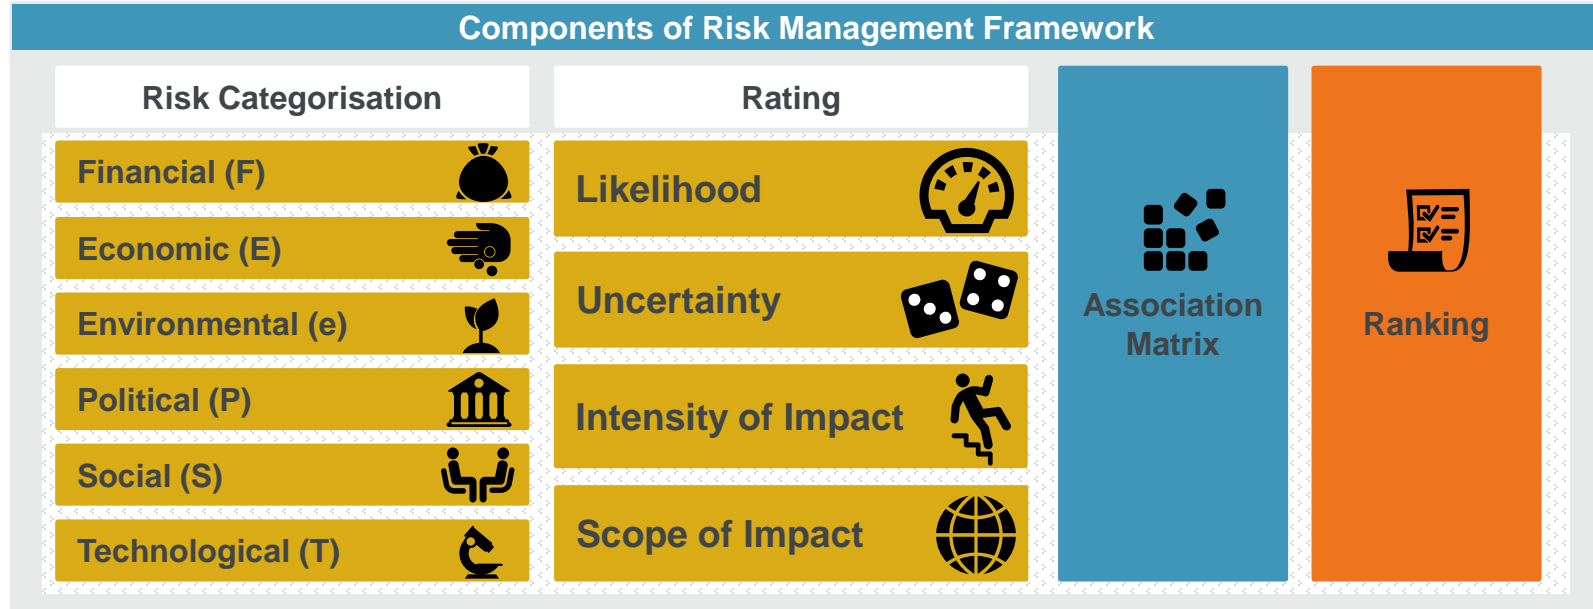 Components of Risk Management Framework
Risk Categorisation
Financial (F)
Economic (E)
Environmental (e)
Political (P)
Social (S)
Technological (T)
Rating
Likelihood
Uncertainty
Intensity of Impact
Scope of Impact
Association
Matrix
Ranking